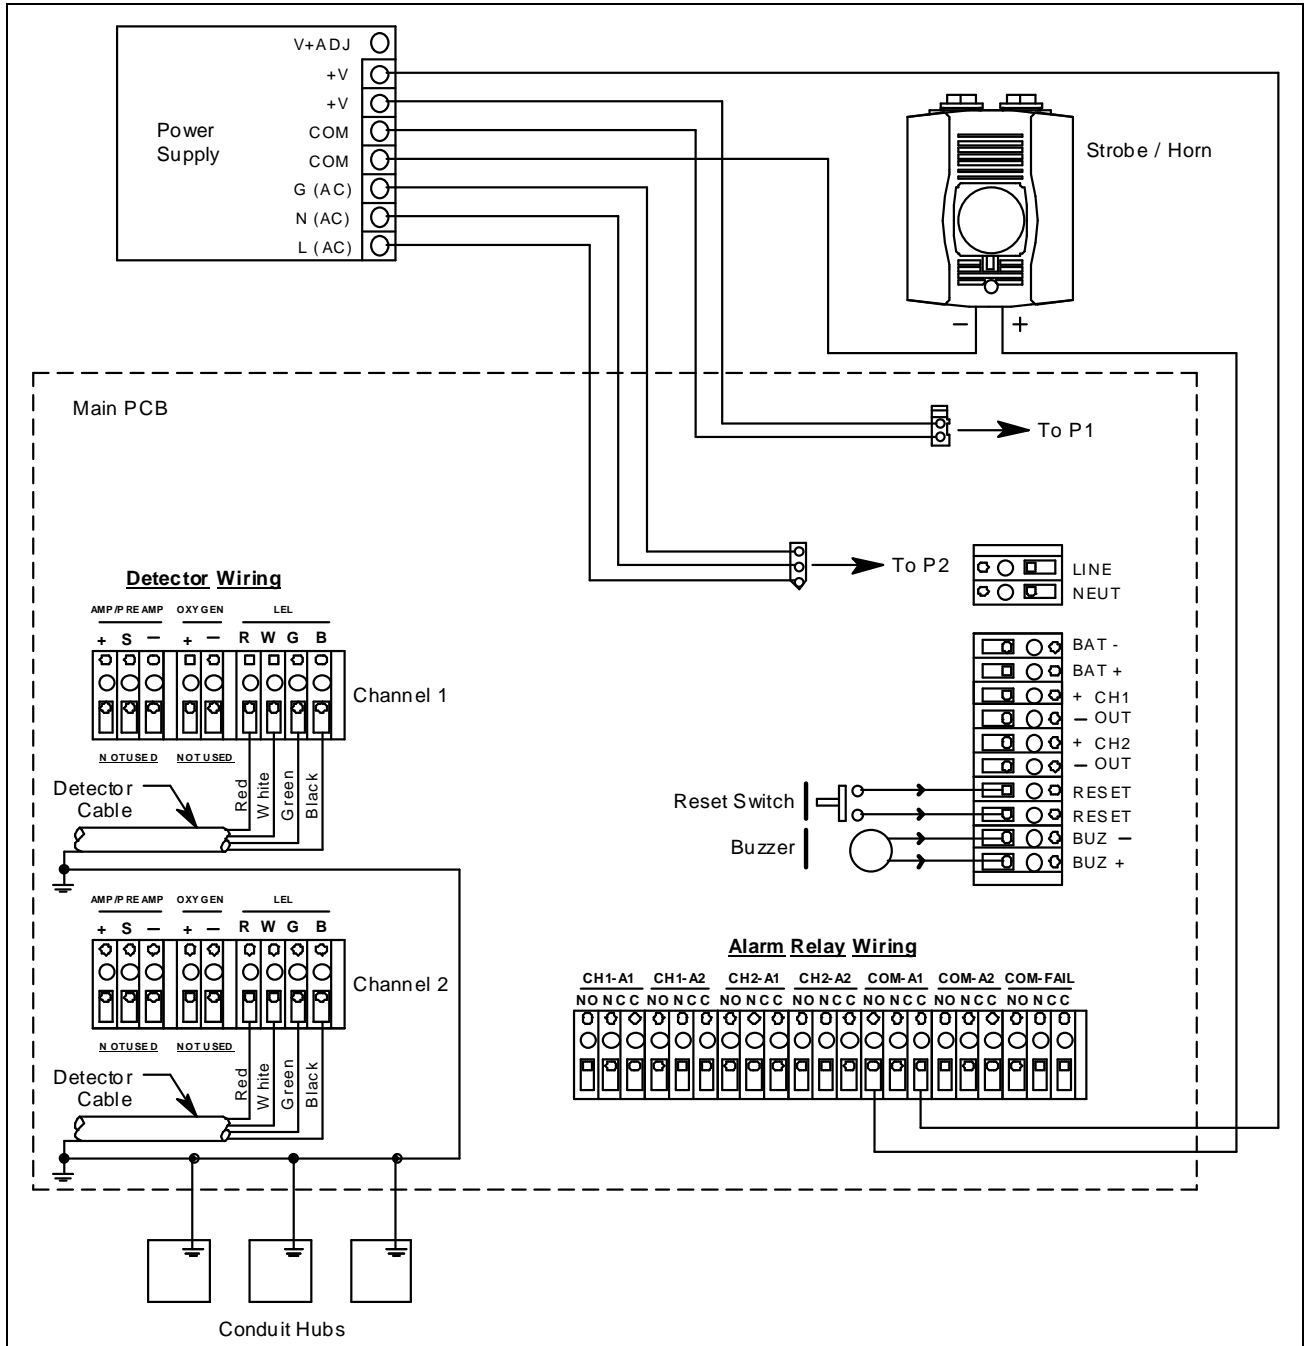 V+ADJ
+V
+V
COM
COM
G (AC)
N (AC)
L (AC)
Power
Supply
Strobe / Horn
− +
Main PCB
To P1
To P2
LINE
NEUT
Detector Wiring
AMP/PREAMP OXYGEN LEL
+ S − + − R W G B
Channel 1
NOT USED NOT USED
Red
White
Green
Black
Detector
Cable
BAT -
BAT +
+ CH1
− OUT
+ CH2
− OUT
RESET
RESET
BUZ −
BUZ +
Reset Switch
Buzzer
AMP/PREAMP OXYGEN LEL
+ S − + − R W G B
Channel 2
NOT USED NOT USED
Red
White
Green
Black
Detector
Cable
Alarm Relay Wiring
CH1-A1 CH1-A2 CH2-A1 CH2-A2 COM-A1 COM-A2 COM-FAIL
NO NC C NO NC C NO NC C NO NC C NO NC C NO NC C NO NC C
Conduit Hubs